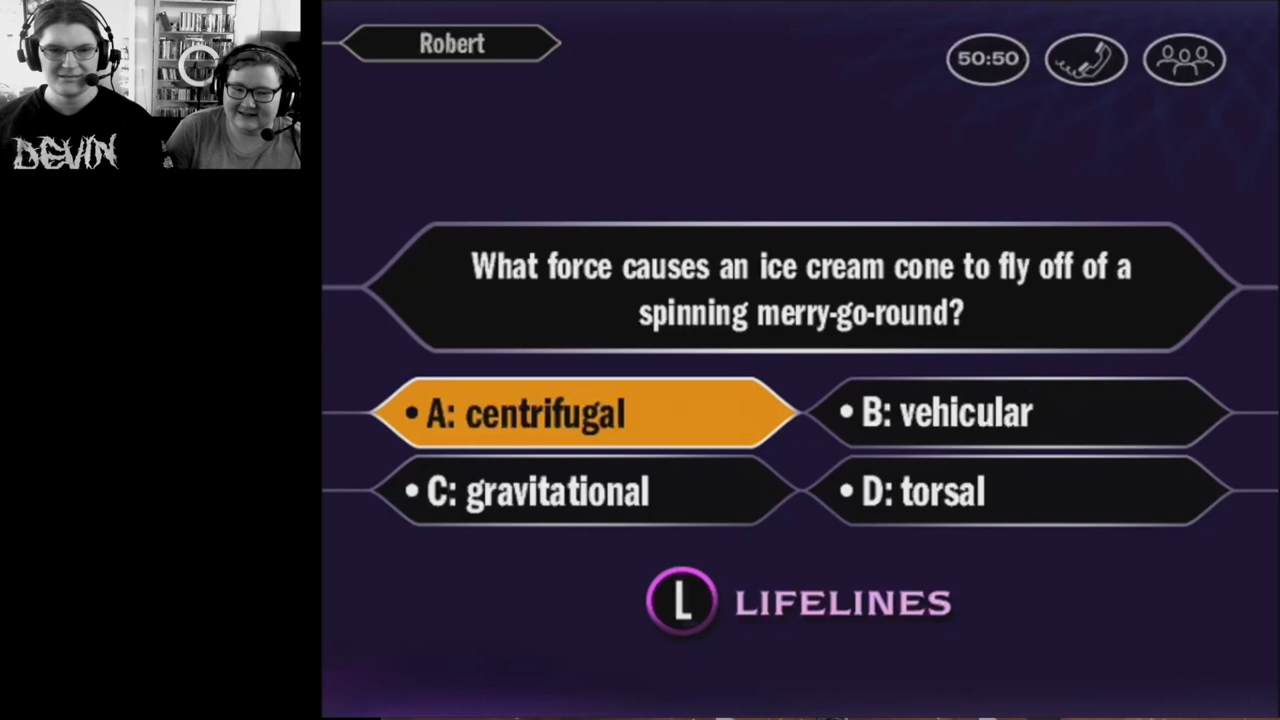 DEVIN
Robert
50:50
What force causes an ice cream cone to fly off of a
spinning merry-go-round?
• A: centrifugal
• B: vehicular
• C: gravitational
• D: torsal
L LIFELINES